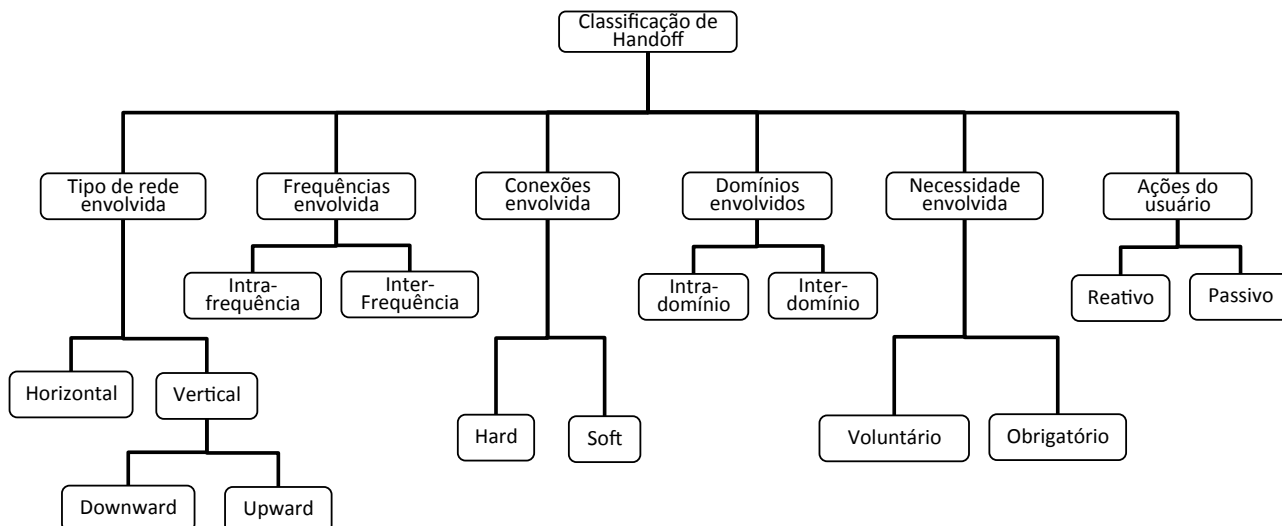 Classificação de
Handoff
Tipo de rede
envolvida
Frequências
envolvida
Conexões
envolvida
Domínios
envolvidos
Necessidade
envolvida
Ações do
usuário
Intra-
frequência
Inter-
Frequência
Intra-
domínio
Inter-
domínio
Reativo
Passivo
Horizontal
Vertical
Hard
Soft
Voluntário
Obrigatório
Downward
Upward